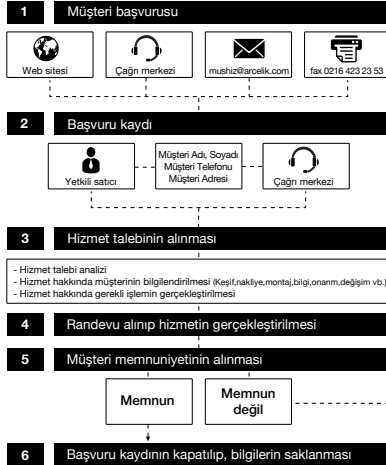 1 Müşteri başvurusu
Web sitesi
Çağrı merkezi
mushiz@arcelik.com
fax 0216 423 23 53
2 Başvuru kaydı
Yetkili satıcı
Müşteri Adı, Soyadı
Müşteri Telefonu
Müşteri Adresi
Çağrı merkezi
3 Hizmet talebinin alınması
- Hizmet talebi analizi
- Hizmet hakkında müşterinin bilgilendirilmesi (Keşif,nakliye,montaj,bilgi,onarım,değişim vb.)
- Hizmet hakkında gerekli işlemin gerçekleştirilmesi
4 Randevu alınıp hizmetin gerçekleştirilmesi
5 Müşteri memnuniyetinin alınması
Memnun
Memnun
değil
6 Başvuru kaydının kapatılıp, bilgilerin saklanması